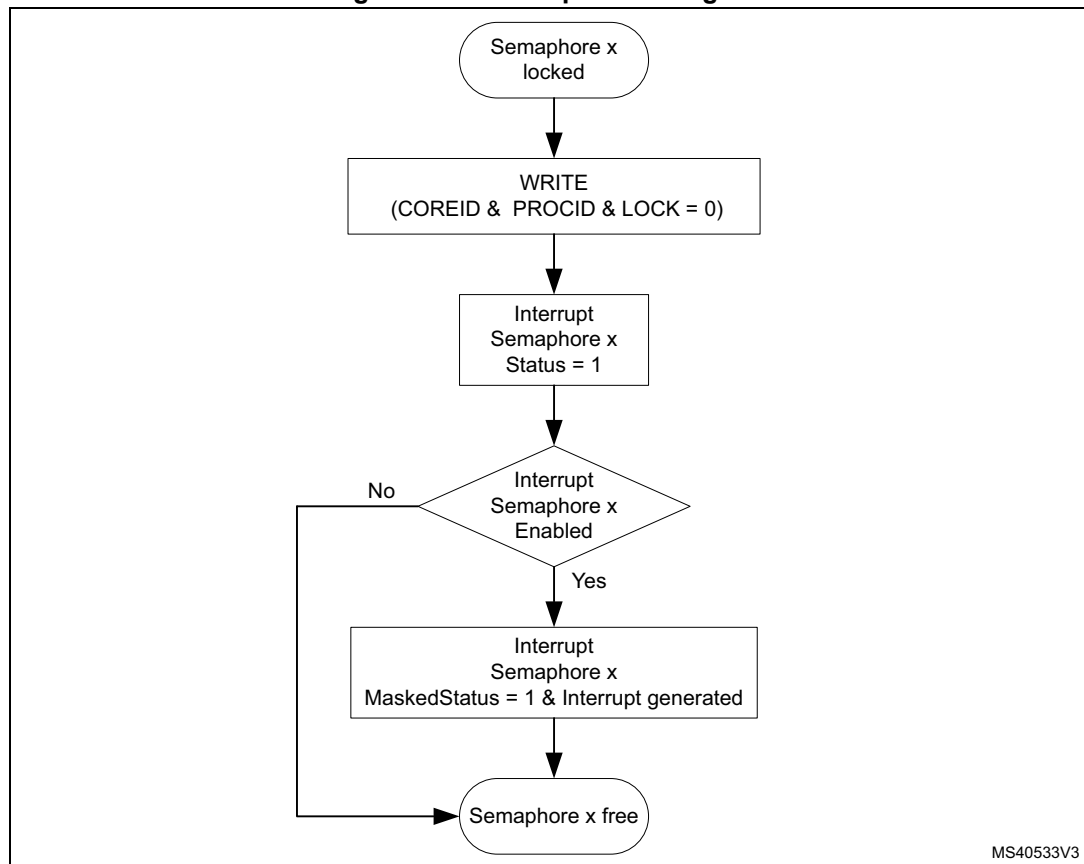 Semaphore x
locked
WRITE
(COREID & PROCID & LOCK = 0)
Interrupt
Semaphore x
Status = 1
Interrupt
Semaphore x
Enabled
No
Yes
Interrupt
Semaphore x
MaskedStatus = 1 & Interrupt generated
Semaphore x free
MS40533V3